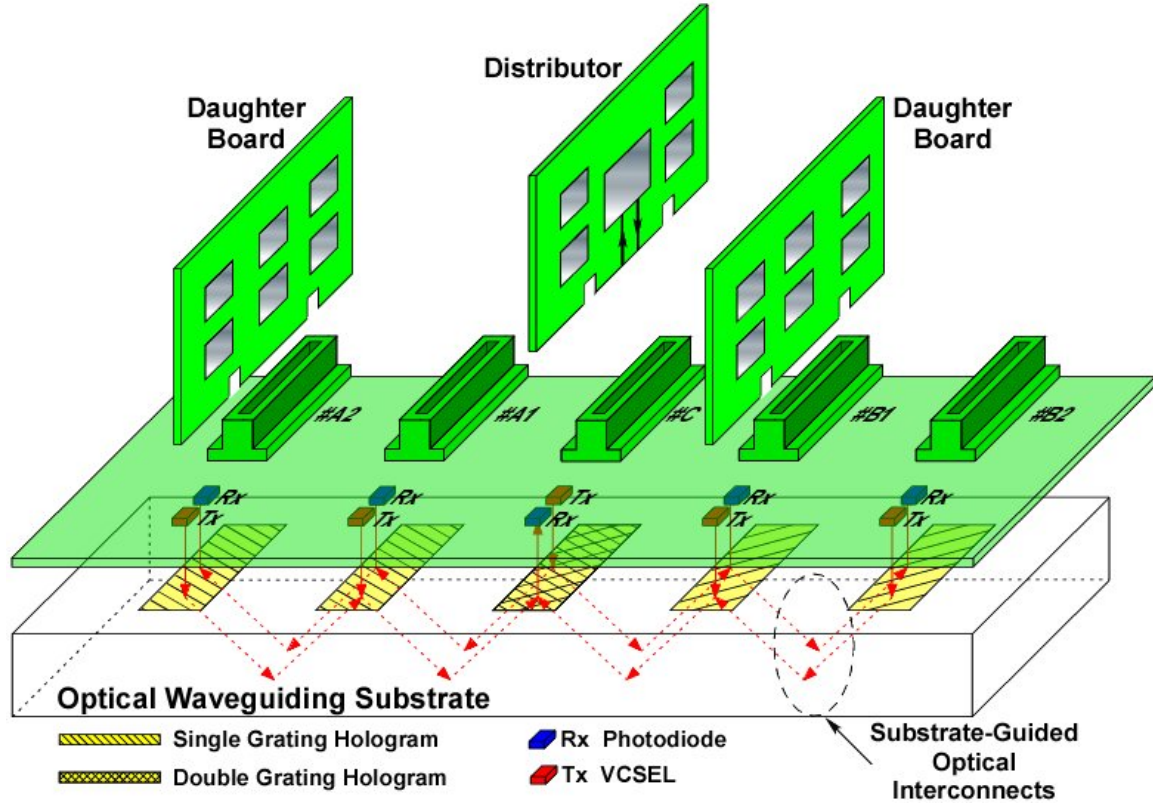 Distributor
Daughter
Board
Daughter
Board
#A2
#A1
#C
#B1
#B2
Rx
Rx
Tx
Rx
Rx
Tx
Tx
Rx
Tx
Tx
Optical Waveguiding Substrate
Single Grating Hologram
Double Grating Hologram
Rx Photodiode
Tx VCSEL
Substrate-Guided
Optical
Interconnects